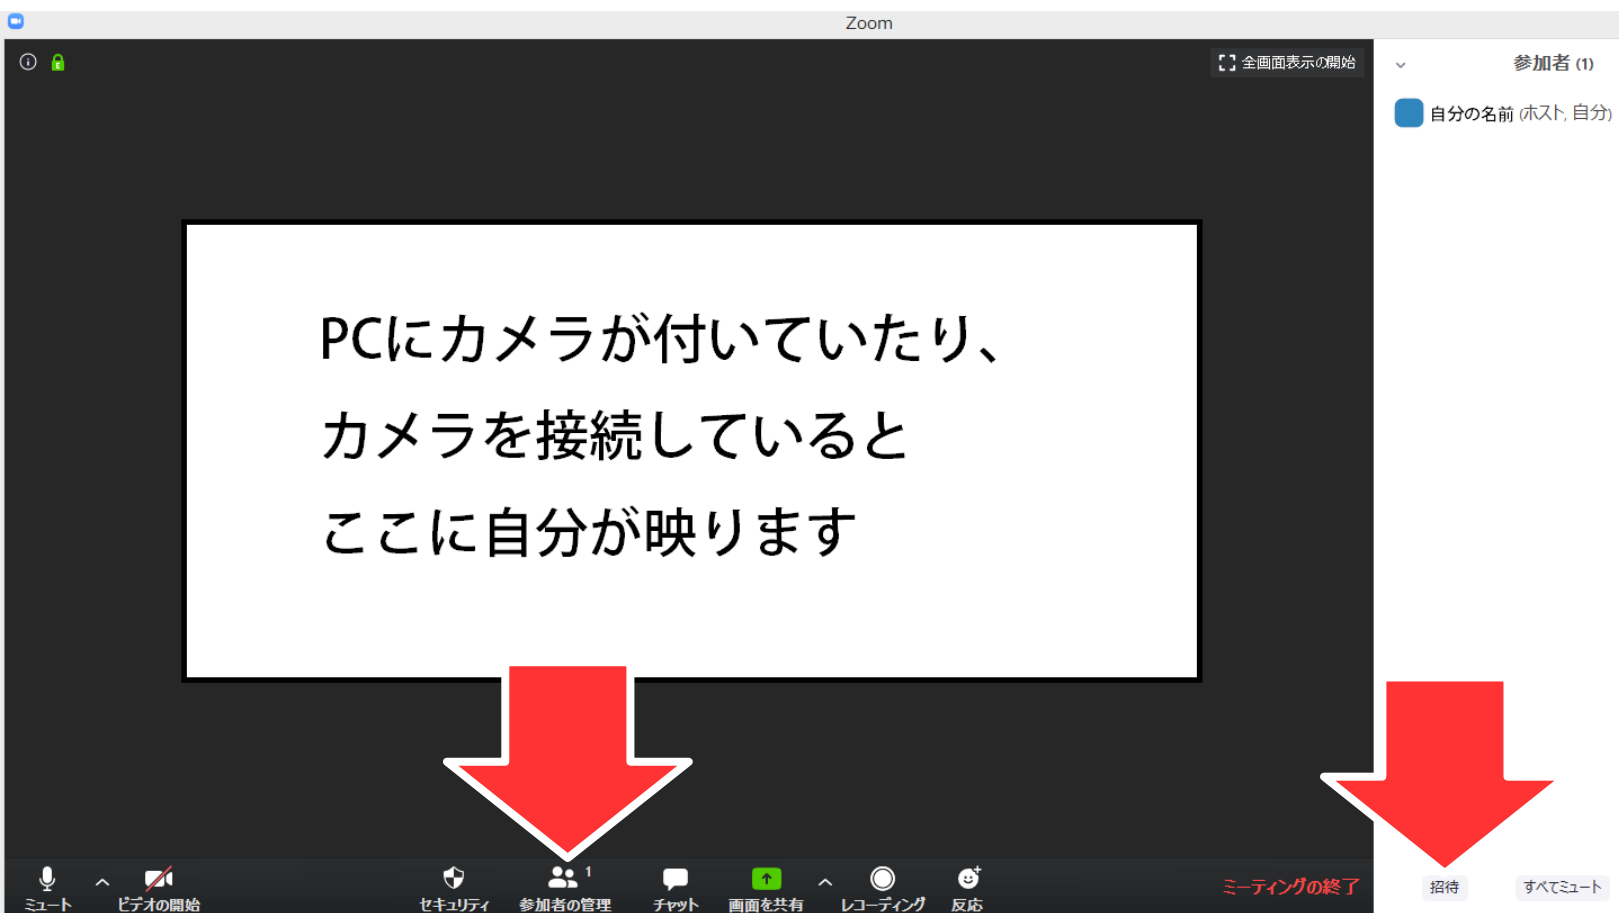 Zoom
全画面表示の開始
参加者 (1)
自分の名前 (ホスト, 自分)
PCにカメラが付いていたり、
カメラを接続していると
ここに自分が映ります
1
ミュート
ビデオの開始
セキュリティ
参加者の管理
チャット
画面を共有
レコーディング
反応
ミーティングの終了
招待
すべてミュート